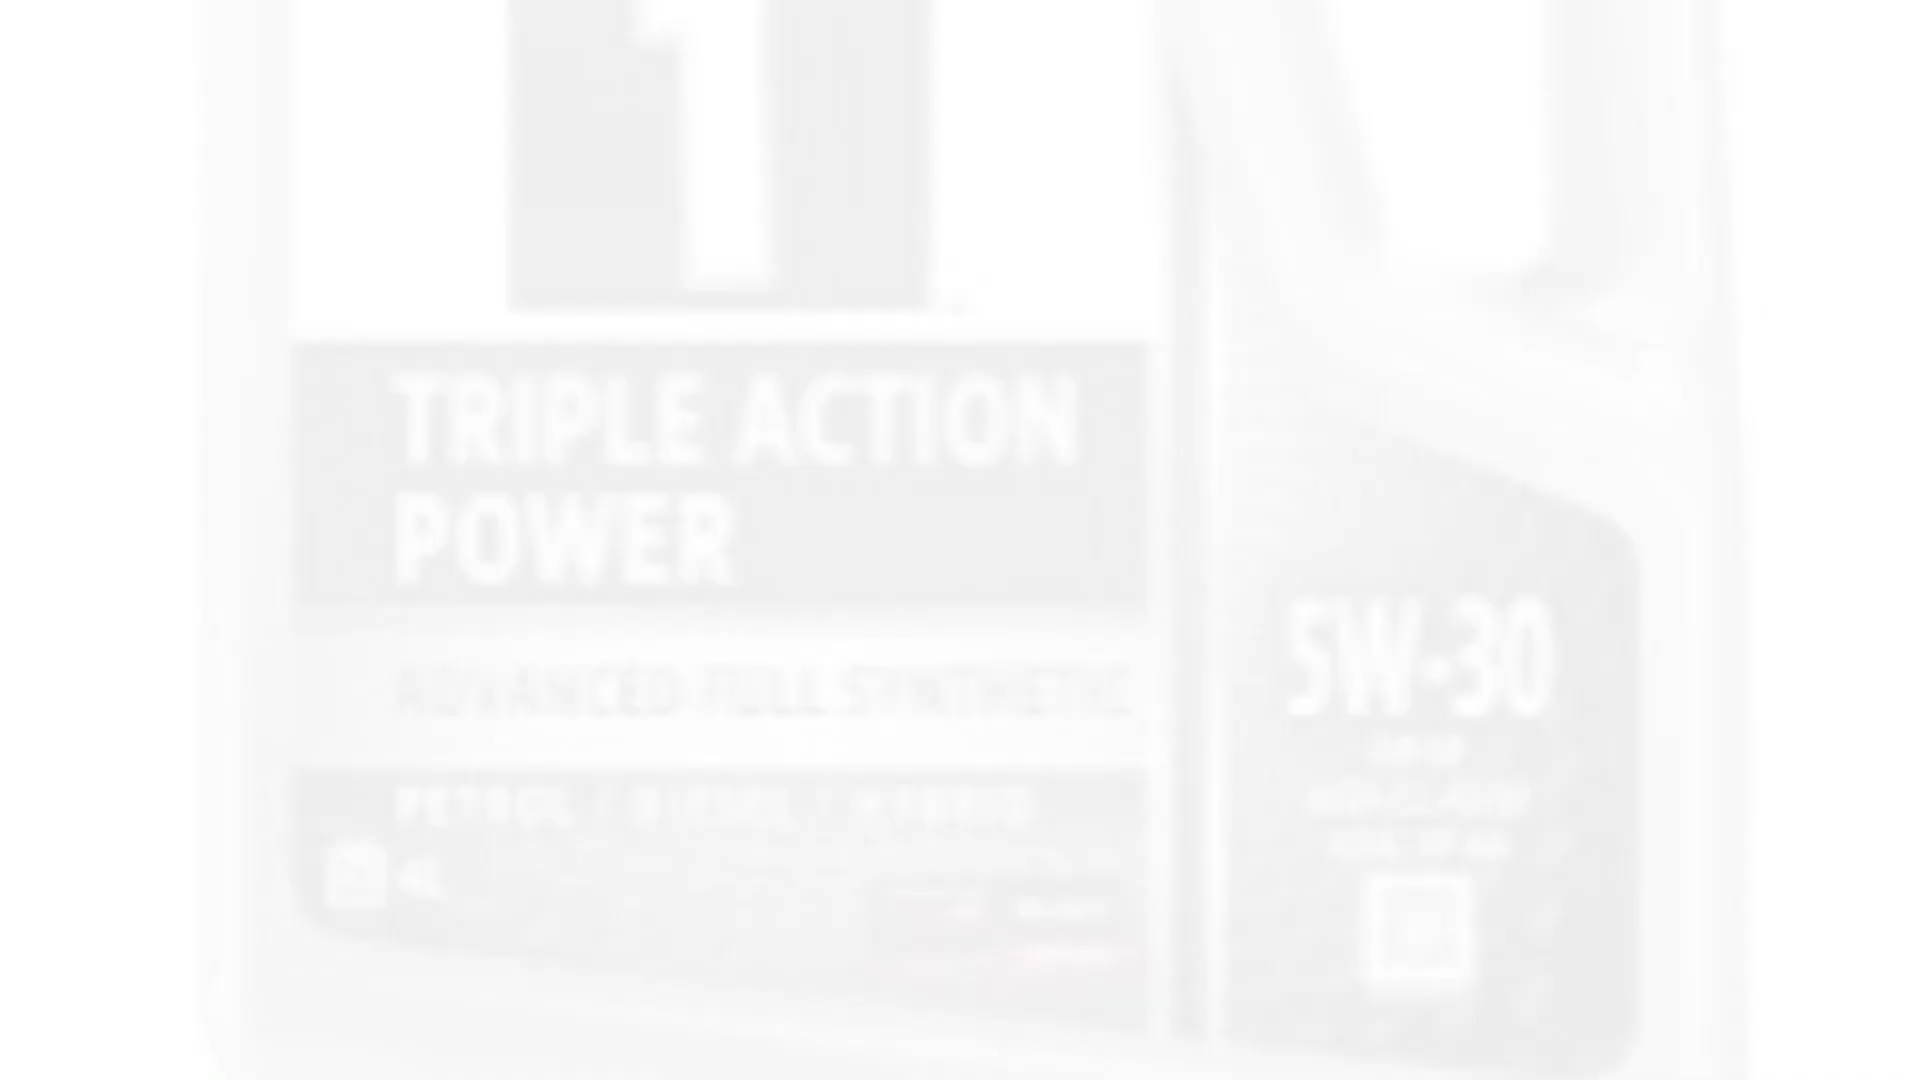 1
TRIPLE ACTION
POWER
ADVANCED FULL SYNTHETIC
PETROL / DIESEL / HYBRID
4L
5W-30